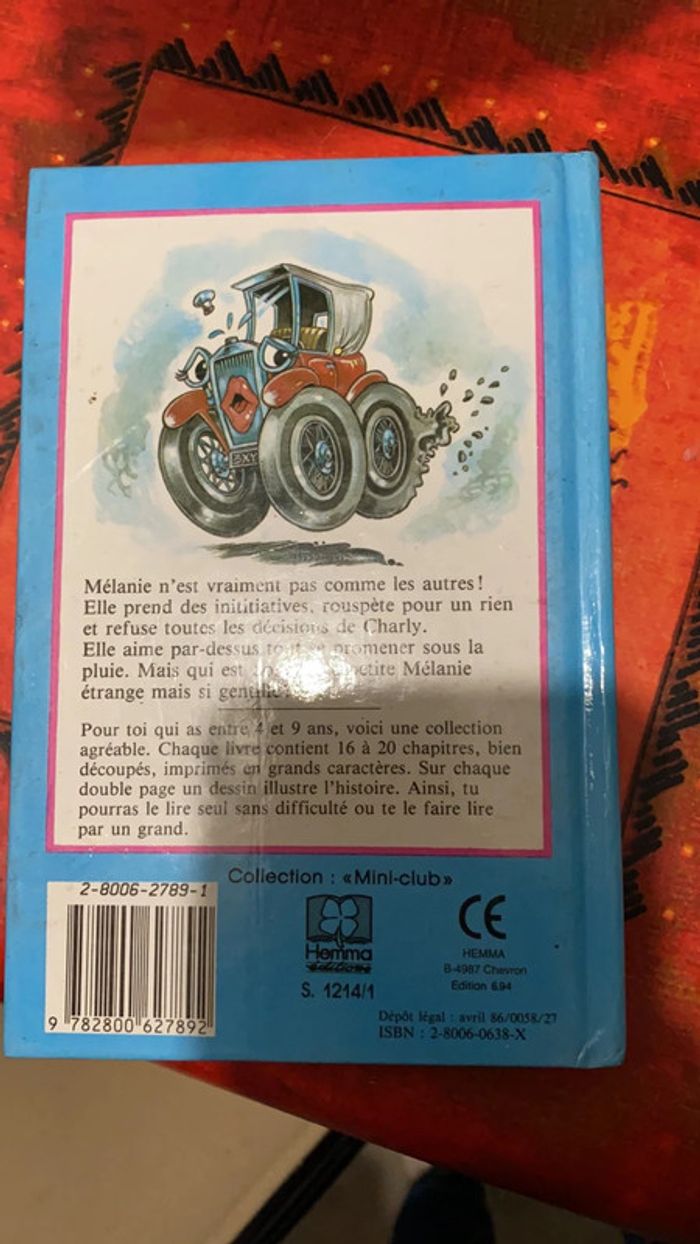 5XY
Mélanie n'est vraiment pas comme les autres !
Elle prend des inititiatives, rouspète pour un rien
et refuse toutes les décisions de Charly.
Elle aime par-dessus tout se promener sous la
pluie. Mais qui est petite Mélanie
étrange mais si gentille ?
Pour toi qui as entre 4 et 9 ans, voici une collection
agréable. Chaque livre contient 16 à 20 chapitres, bien
découpés, imprimés en grands caractères. Sur chaque
double page un dessin illustre l'histoire. Ainsi, tu
pourras le lire seul sans difficulté ou te le faire lire
par un grand.
Collection : «Mini-club»
2-8006-2789-1
9 782800 627892
Hemma
éditions
S. 1214/1
CE
HEMMA
B-4987 Chevron
Edition 6.94
Dépôt légal : avril 86/0058/27
ISBN : 2-8006-0638-X